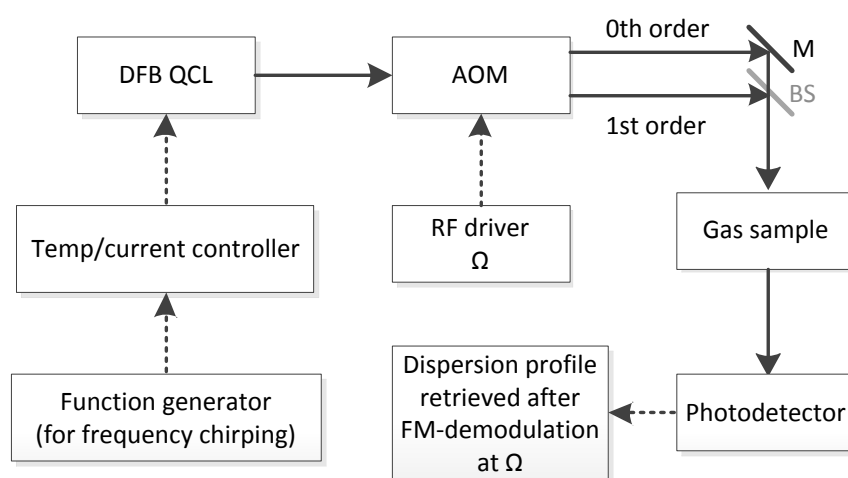 DFB QCL
AOM
0th order
M
BS
1st order
Temp/current controller
RF driver
Ω
Gas sample
Function generator
(for frequency chirping)
Dispersion profile
retrieved after
FM-demodulation
at Ω
Photodetector